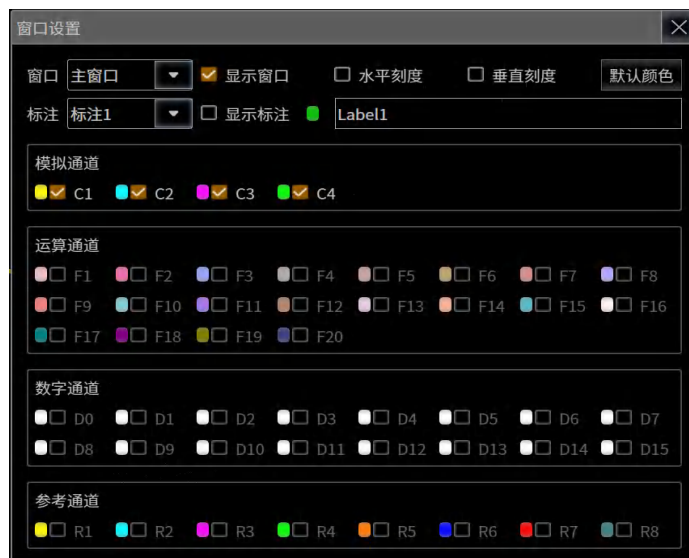 窗口设置
窗口 主窗口 显示窗口 水平刻度 垂直刻度 默认颜色
标注 标注1 显示标注 Label1
模拟通道
C1 C2 C3 C4
运算通道
F1 F2 F3 F4 F5 F6 F7 F8
F9 F10 F11 F12 F13 F14 F15 F16
F17 F18 F19 F20
数字通道
D0 D1 D2 D3 D4 D5 D6 D7
D8 D9 D10 D11 D12 D13 D14 D15
参考通道
R1 R2 R3 R4 R5 R6 R7 R8